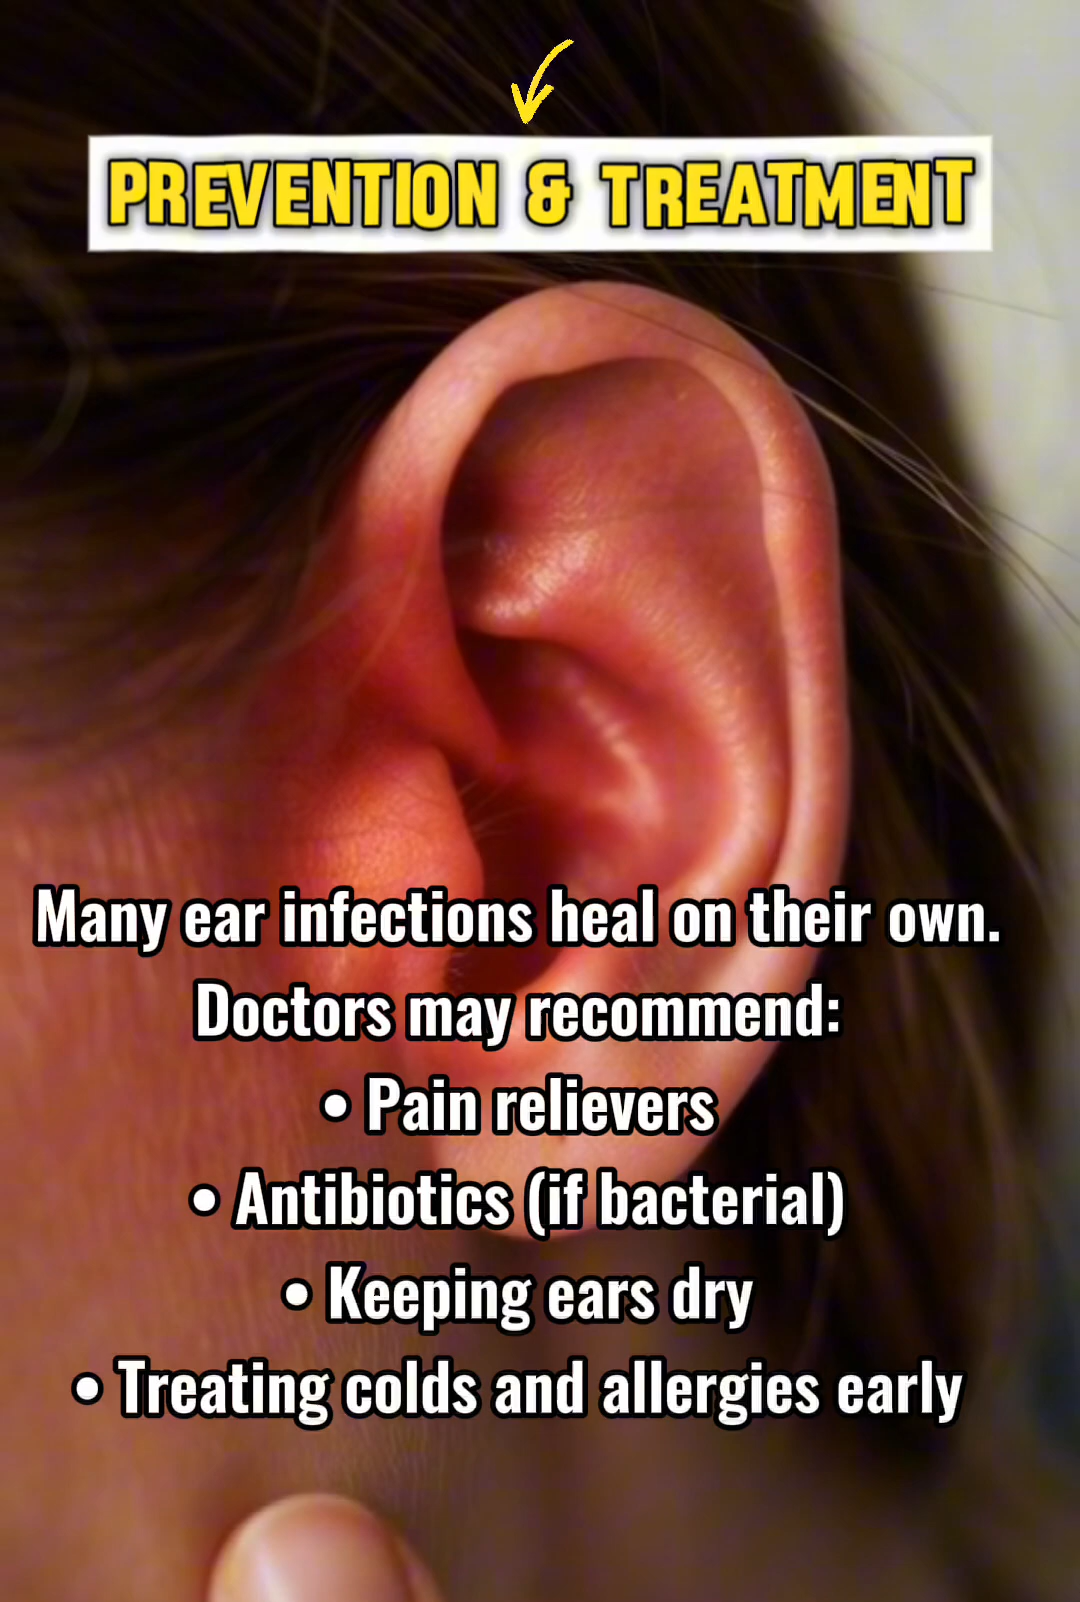 PREVENTION & TREATMENT
Many ear infections heal on their own.
Doctors may recommend:
• Pain relievers
• Antibiotics (if bacterial)
• Keeping ears dry
• Treating colds and allergies early